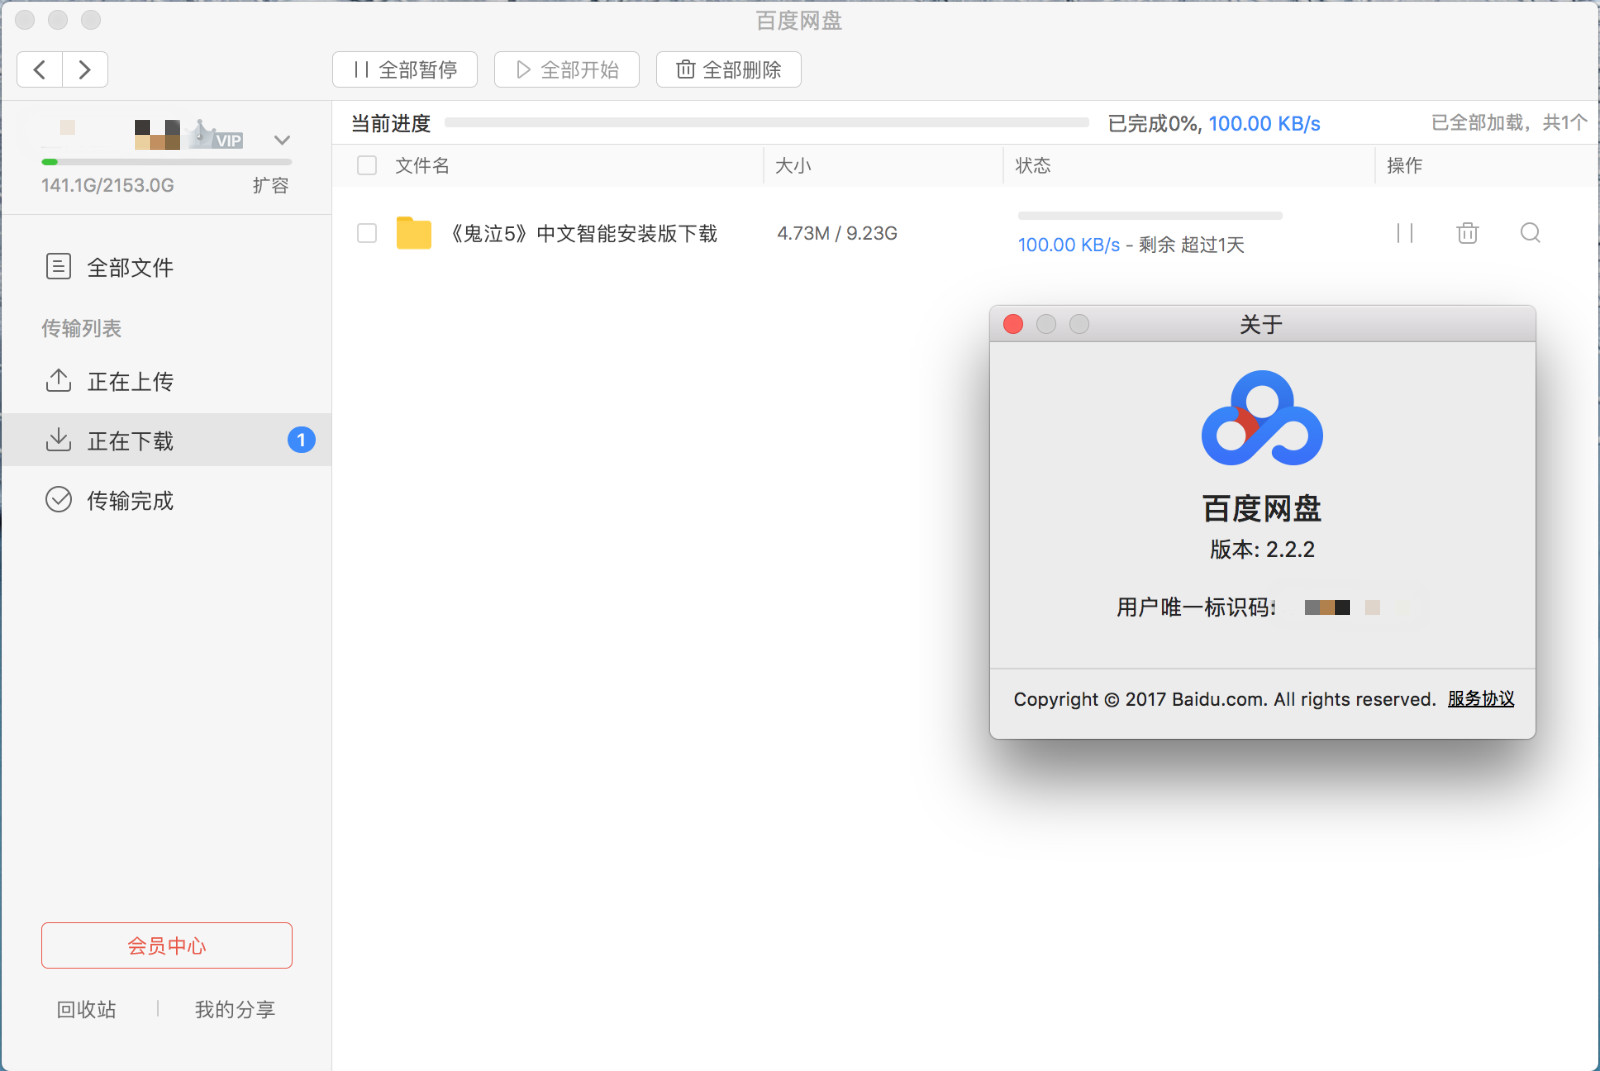 百度网盘
全部暂停
全部开始
全部删除
VIP
141.1G/2153.0G 扩容
当前进度 已完成0%, 100.00 KB/s 已全部加载，共1个
文件名 大小 状态 操作
《鬼泣5》中文智能安装版下载 4.73M / 9.23G 100.00 KB/s - 剩余 超过1天
全部文件
传输列表
正在上传
正在下载 1
传输完成
会员中心
回收站 我的分享
关于
百度网盘
版本: 2.2.2
用户唯一标识码:
Copyright © 2017 Baidu.com. All rights reserved. 服务协议